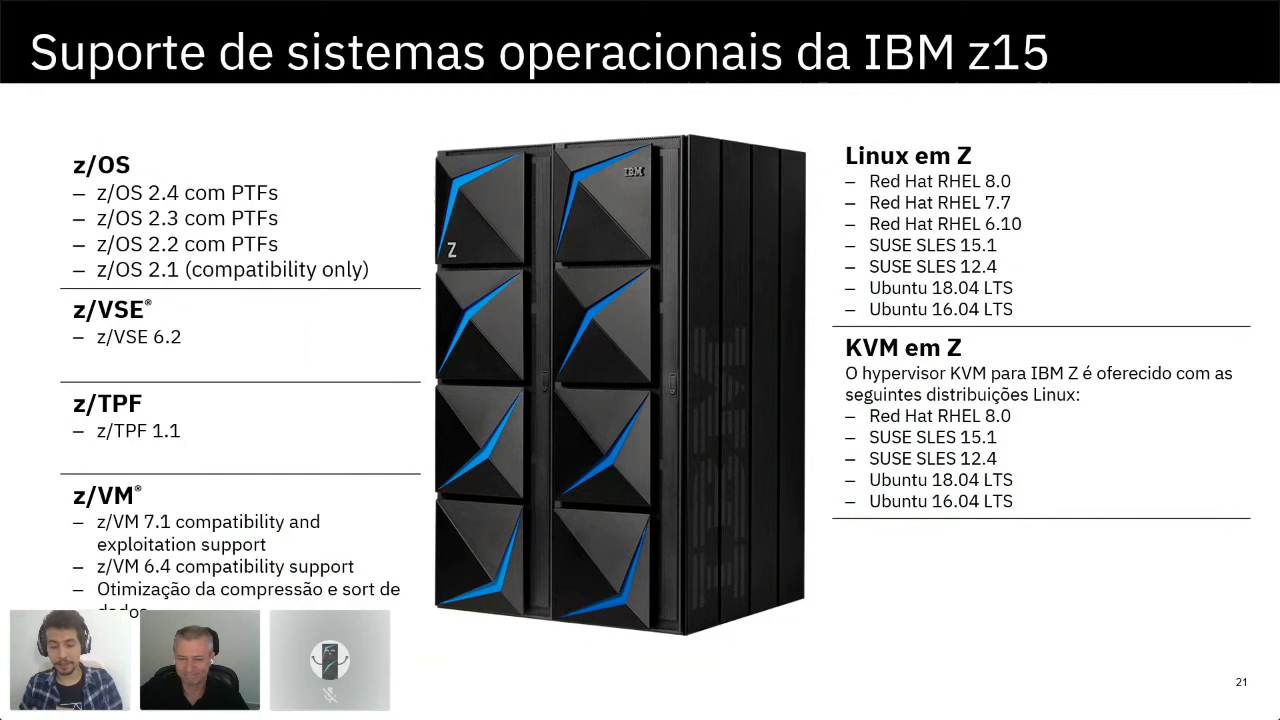 Suporte de sistemas operacionais da IBM z15
z/OS
– z/OS 2.4 com PTFs
– z/OS 2.3 com PTFs
– z/OS 2.2 com PTFs
– z/OS 2.1 (compatibility only)
z/VSE®
– z/VSE 6.2
z/TPF
– z/TPF 1.1
z/VM®
– z/VM 7.1 compatibility and
exploitation support
– z/VM 6.4 compatibility support
– Otimização da compressão e sort de
dados
IBM
Z
Linux em Z
– Red Hat RHEL 8.0
– Red Hat RHEL 7.7
– Red Hat RHEL 6.10
– SUSE SLES 15.1
– SUSE SLES 12.4
– Ubuntu 18.04 LTS
– Ubuntu 16.04 LTS
KVM em Z
O hypervisor KVM para IBM Z é oferecido com as
seguintes distribuições Linux:
– Red Hat RHEL 8.0
– SUSE SLES 15.1
– SUSE SLES 12.4
– Ubuntu 18.04 LTS
– Ubuntu 16.04 LTS
21